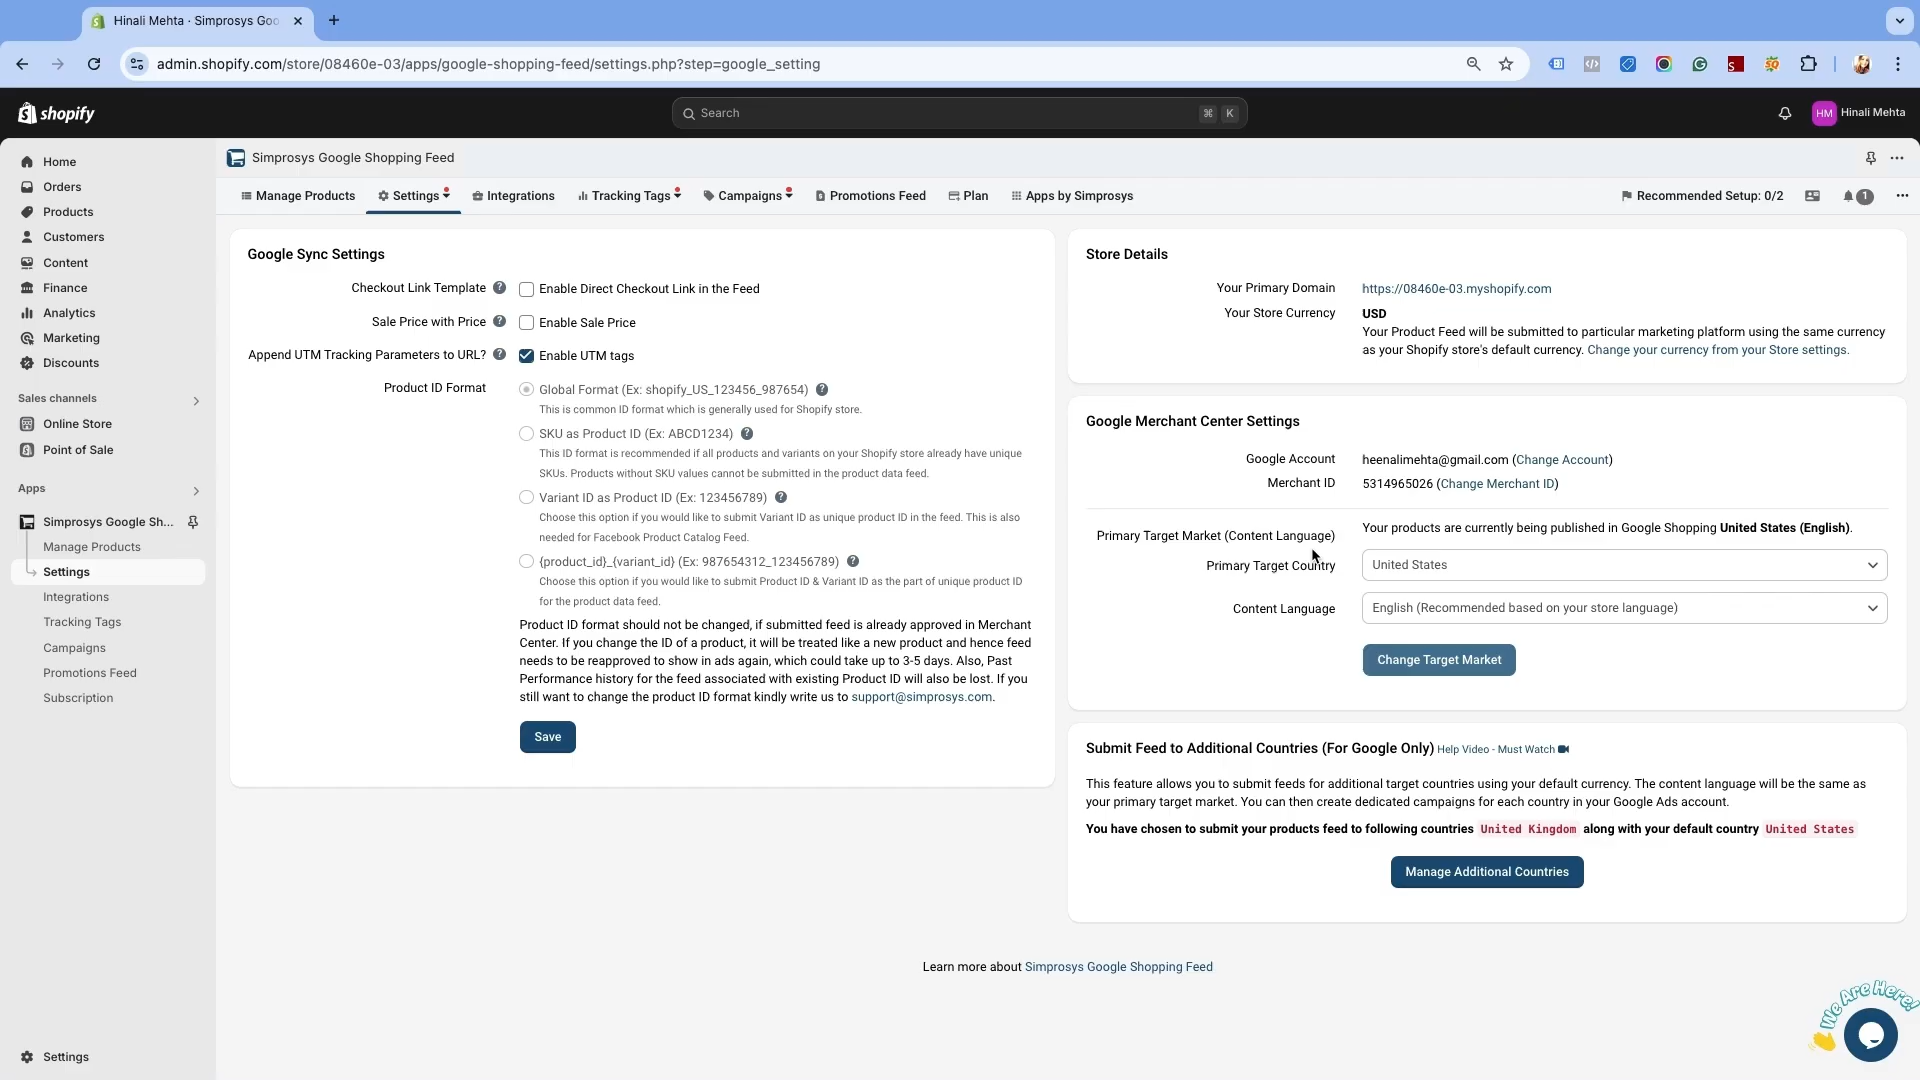 Hinali Mehta · Simprosys Goo
admin.shopify.com/store/08460e-03/apps/google-shopping-feed/settings.php?step=google_setting
shopify
Search
⌘ K
HM Hinali Mehta
Home
Orders
Products
Customers
Content
Finance
Analytics
Marketing
Discounts
Sales channels
Online Store
Point of Sale
Apps
Simprosys Google Sh...
Manage Products
Settings
Integrations
Tracking Tags
Campaigns
Promotions Feed
Subscription
Settings
Simprosys Google Shopping Feed
Manage Products Settings Integrations Tracking Tags Campaigns Promotions Feed Plan Apps by Simprosys Recommended Setup: 0/2 1
Google Sync Settings
Checkout Link Template ? Enable Direct Checkout Link in the Feed
Sale Price with Price ? Enable Sale Price
Append UTM Tracking Parameters to URL? ? Enable UTM tags
Product ID Format Global Format (Ex: shopify_US_123456_987654) ?
This is common ID format which is generally used for Shopify store.
SKU as Product ID (Ex: ABCD1234) ?
This ID format is recommended if all products and variants on your Shopify store already have unique
SKUs. Products without SKU values cannot be submitted in the product data feed.
Variant ID as Product ID (Ex: 123456789) ?
Choose this option if you would like to submit Variant ID as unique product ID in the feed. This is also
needed for Facebook Product Catalog Feed.
{product_id}_{variant_id} (Ex: 987654312_123456789) ?
Choose this option if you would like to submit Product ID & Variant ID as the part of unique product ID
for the product data feed.
Product ID format should not be changed, if submitted feed is already approved in Merchant
Center. If you change the ID of a product, it will be treated like a new product and hence feed
needs to be reapproved to show in ads again, which could take up to 3-5 days. Also, Past
Performance history for the feed associated with existing Product ID will also be lost. If you
still want to change the product ID format kindly write us to support@simprosys.com.
Save
Store Details
Your Primary Domain https://08460e-03.myshopify.com
Your Store Currency USD
Your Product Feed will be submitted to particular marketing platform using the same currency
as your Shopify store's default currency. Change your currency from your Store settings.
Google Merchant Center Settings
Google Account heenalimehta@gmail.com (Change Account)
Merchant ID 5314965026 (Change Merchant ID)
Primary Target Market (Content Language) Your products are currently being published in Google Shopping United States (English).
Primary Target Country United States
Content Language English (Recommended based on your store language)
Change Target Market
Submit Feed to Additional Countries (For Google Only) Help Video - Must Watch
This feature allows you to submit feeds for additional target countries using your default currency. The content language will be the same as
your primary target market. You can then create dedicated campaigns for each country in your Google Ads account.
You have chosen to submit your products feed to following countries United Kingdom along with your default country United States
Manage Additional Countries
Learn more about Simprosys Google Shopping Feed
We Are Here!